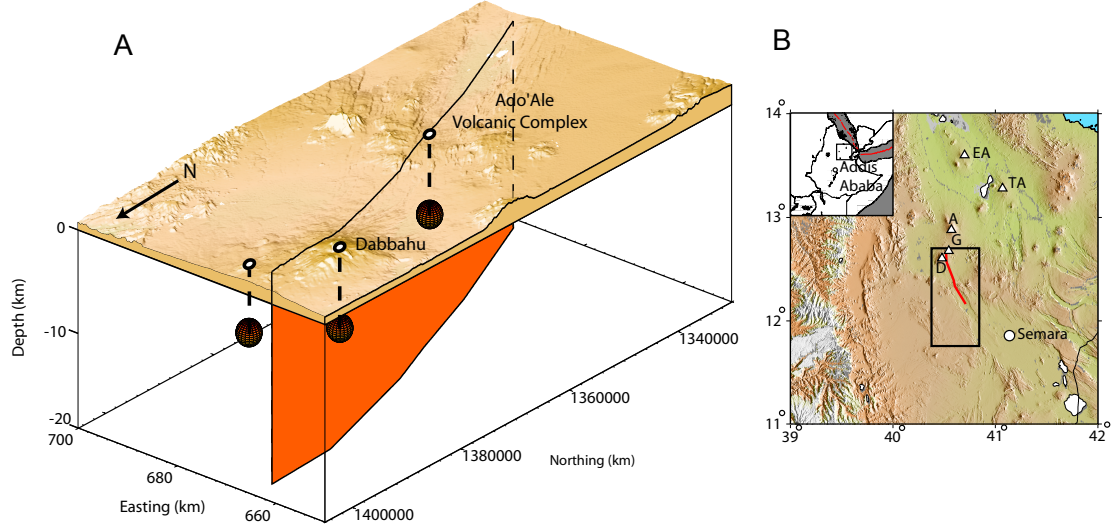 A
Ado'Ale
Volcanic Complex
N
Dabbahu
0
-10
-20
Depth (km)
700
680
660
Easting (km)
1400000
1380000
1360000
1340000
Northing (km)
B
14°
13°
12°
11°
39°
40°
41°
42°
Addis
Ababa
EA
TA
A
G
D
Semara